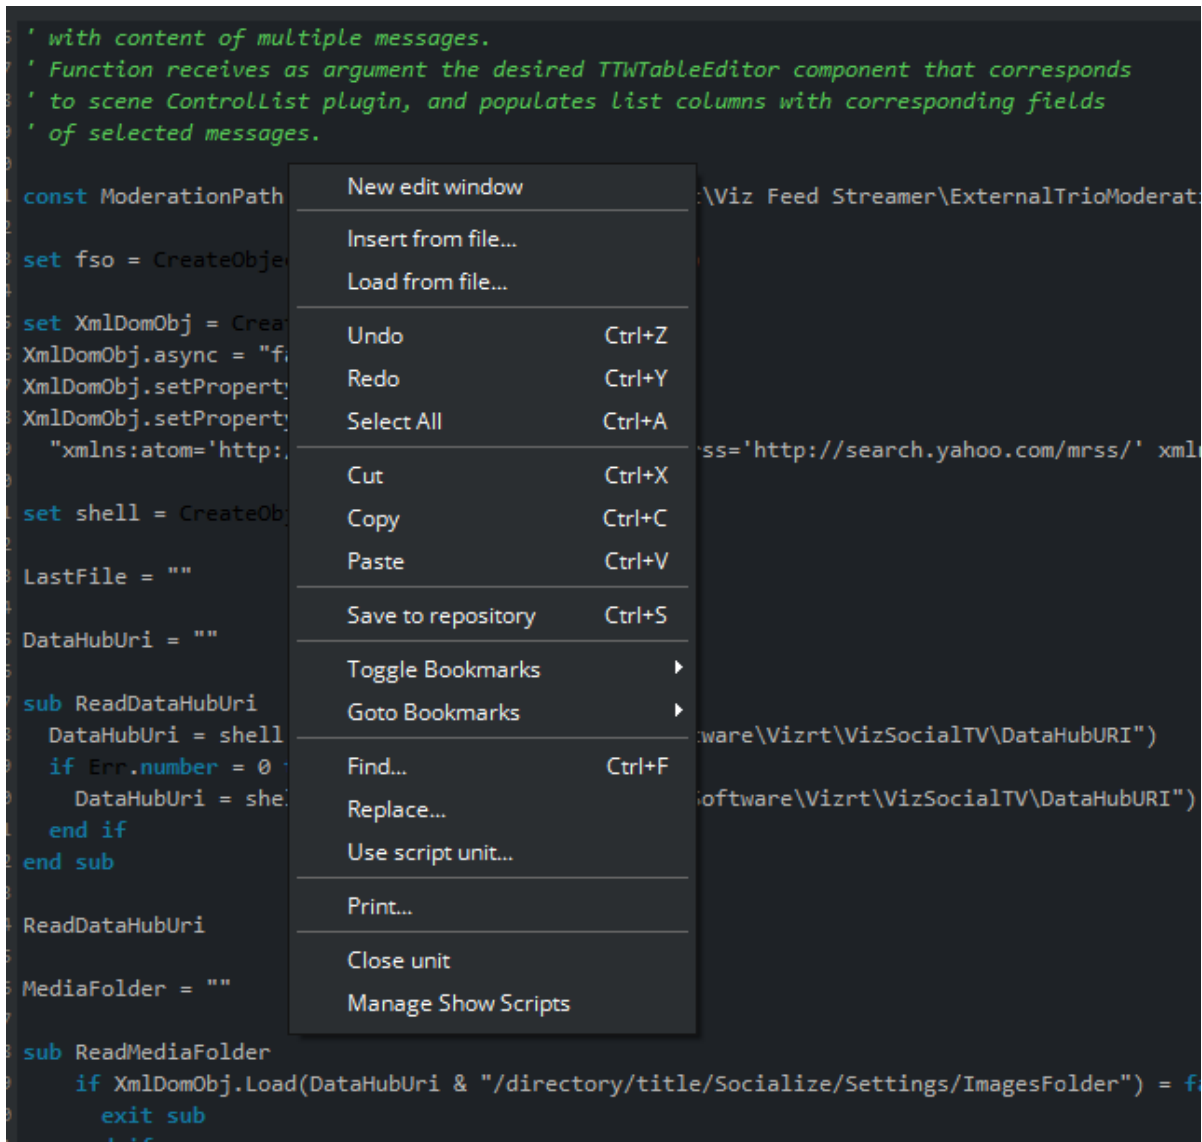 ' with content of multiple messages.
' Function receives as argument the desired TTWTableEditor component that corresponds
' to scene ControlList plugin, and populates list columns with corresponding fields
' of selected messages.
const ModerationPath
:\Viz Feed Streamer\ExternalTrioModerat
set fso = CreateObje
set XmlDomObj = Crea
XmlDomObj.async = "f
XmlDomObj.setProperty
XmlDomObj.setProperty
"xmlns:atom='http:/
ss='http://search.yahoo.com/mrss/' xml
set shell = CreateOb
LastFile = ""
DataHubUri = ""
sub ReadDataHubUri
DataHubUri = shell
ware\Vizrt\VizSocialTV\DataHubURI")
if Err.number = 0
DataHubUri = she
oftware\Vizrt\VizSocialTV\DataHubURI")
end if
end sub
ReadDataHubUri
MediaFolder = ""
sub ReadMediaFolder
if XmlDomObj.Load(DataHubUri & "/directory/title/Socialize/Settings/ImagesFolder") = fa
exit sub
New edit window
Insert from file...
Load from file...
Undo Ctrl+Z
Redo Ctrl+Y
Select All Ctrl+A
Cut Ctrl+X
Copy Ctrl+C
Paste Ctrl+V
Save to repository Ctrl+S
Toggle Bookmarks
Goto Bookmarks
Find... Ctrl+F
Replace...
Use script unit...
Print...
Close unit
Manage Show Scripts